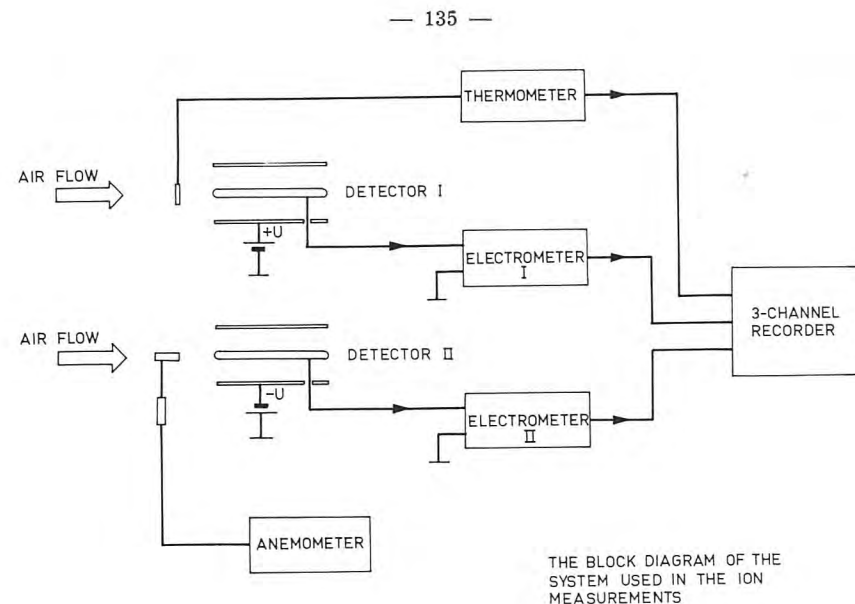 — 135 —
THERMOMETER
AIR FLOW
DETECTOR I
+U
ELECTROMETER
I
3-CHANNEL
RECORDER
AIR FLOW
DETECTOR II
-U
ELECTROMETER
II
ANEMOMETER
THE BLOCK DIAGRAM OF THE
SYSTEM USED IN THE ION
MEASUREMENTS